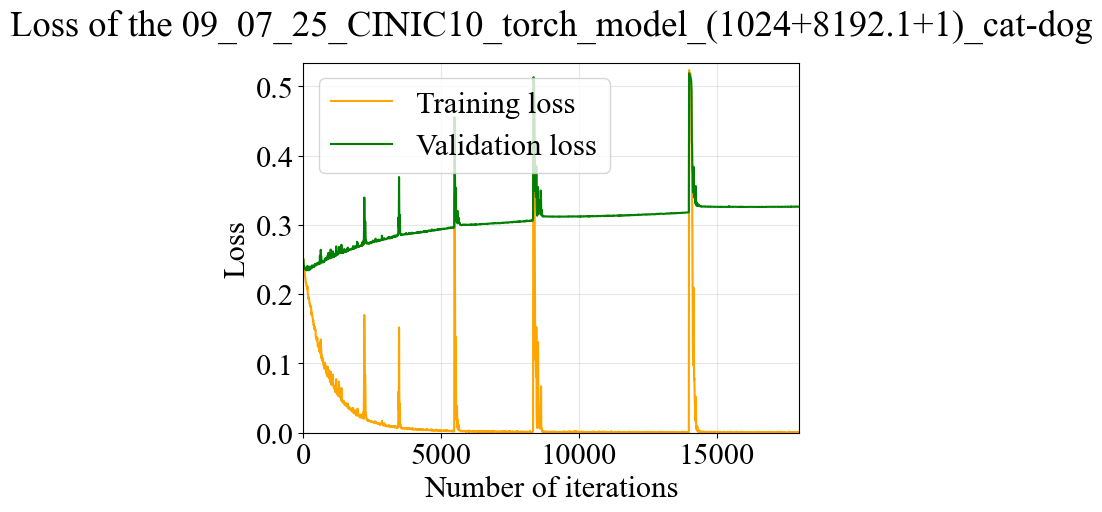 Loss of the 09_07_25_CINIC10_torch_model_(1024+8192.1+1)_cat-dog
Training loss
Validation loss
0.5
0.4
0.3
0.2
0.1
0.0
Loss
0 5000 10000 15000
Number of iterations